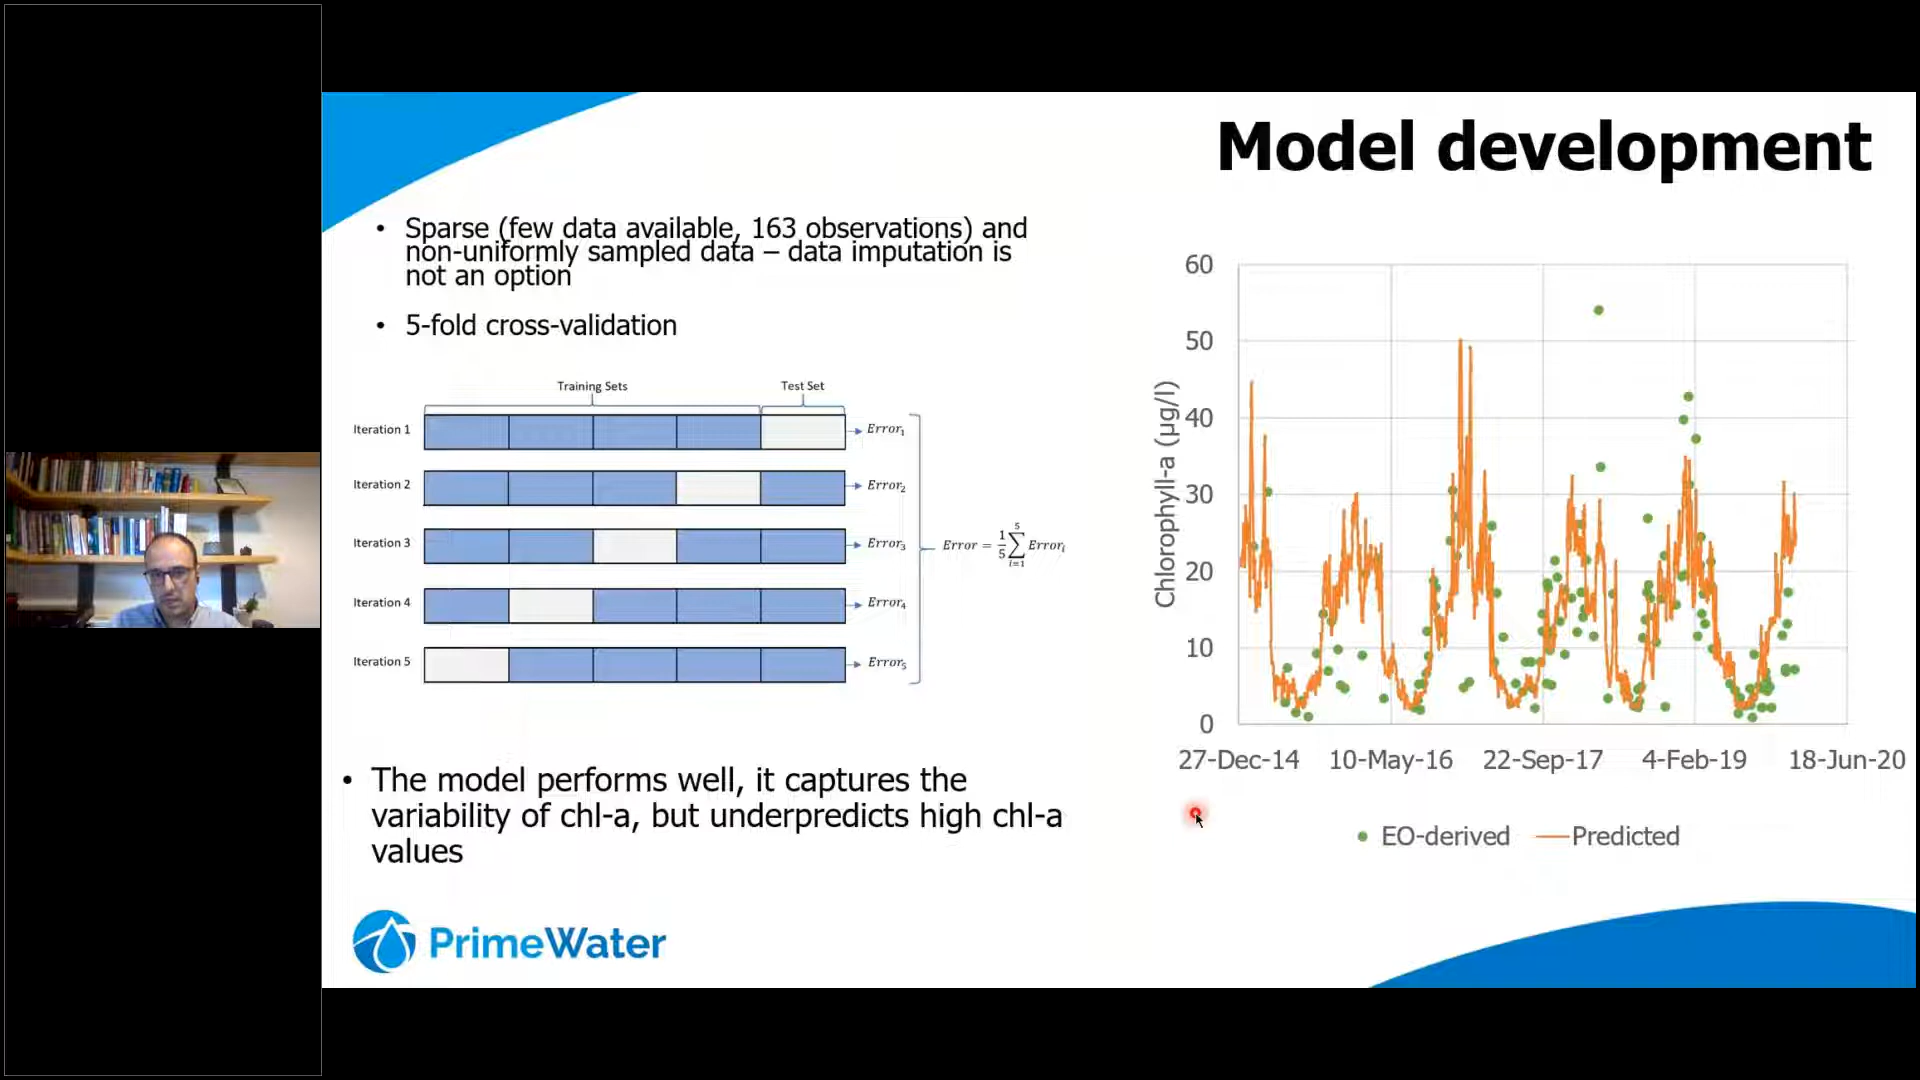 Model development
• Sparse (few data available, 163 observations) and
non-uniformly sampled data – data imputation is
not an option
• 5-fold cross-validation
Training Sets
Test Set
Iteration 1
Error₁
Iteration 2
Error₂
Iteration 3
Error₃
Iteration 4
Error₄
Iteration 5
Error₅
Error = 1/5 ∑ᵢ₌₁⁵ Errorᵢ
• The model performs well, it captures the
variability of chl-a, but underpredicts high chl-a
values
PrimeWater
Chlorophyll-a (µg/l)
60
50
40
30
20
10
0
27-Dec-14 10-May-16 22-Sep-17 4-Feb-19 18-Jun-20
EO-derived Predicted